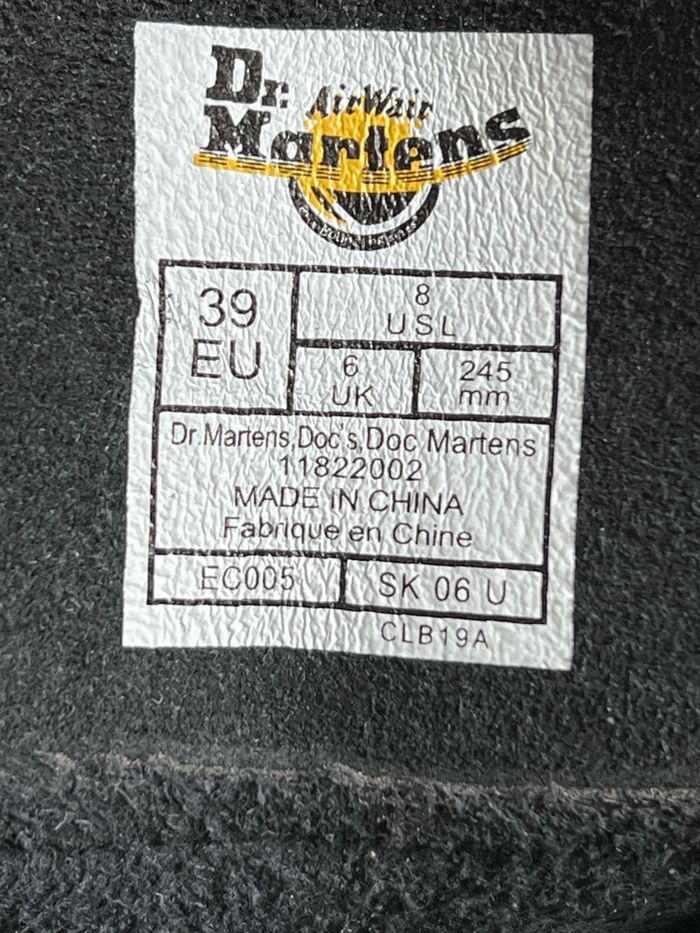 Dr.
AirWair
Martens
39
EU
8
USL
6
UK
245
mm
Dr.Martens,Doc's,Doc Martens
11822002
MADE IN CHINA
Fabrique en Chine
EC005 Y
SK 06 U
CLB19A